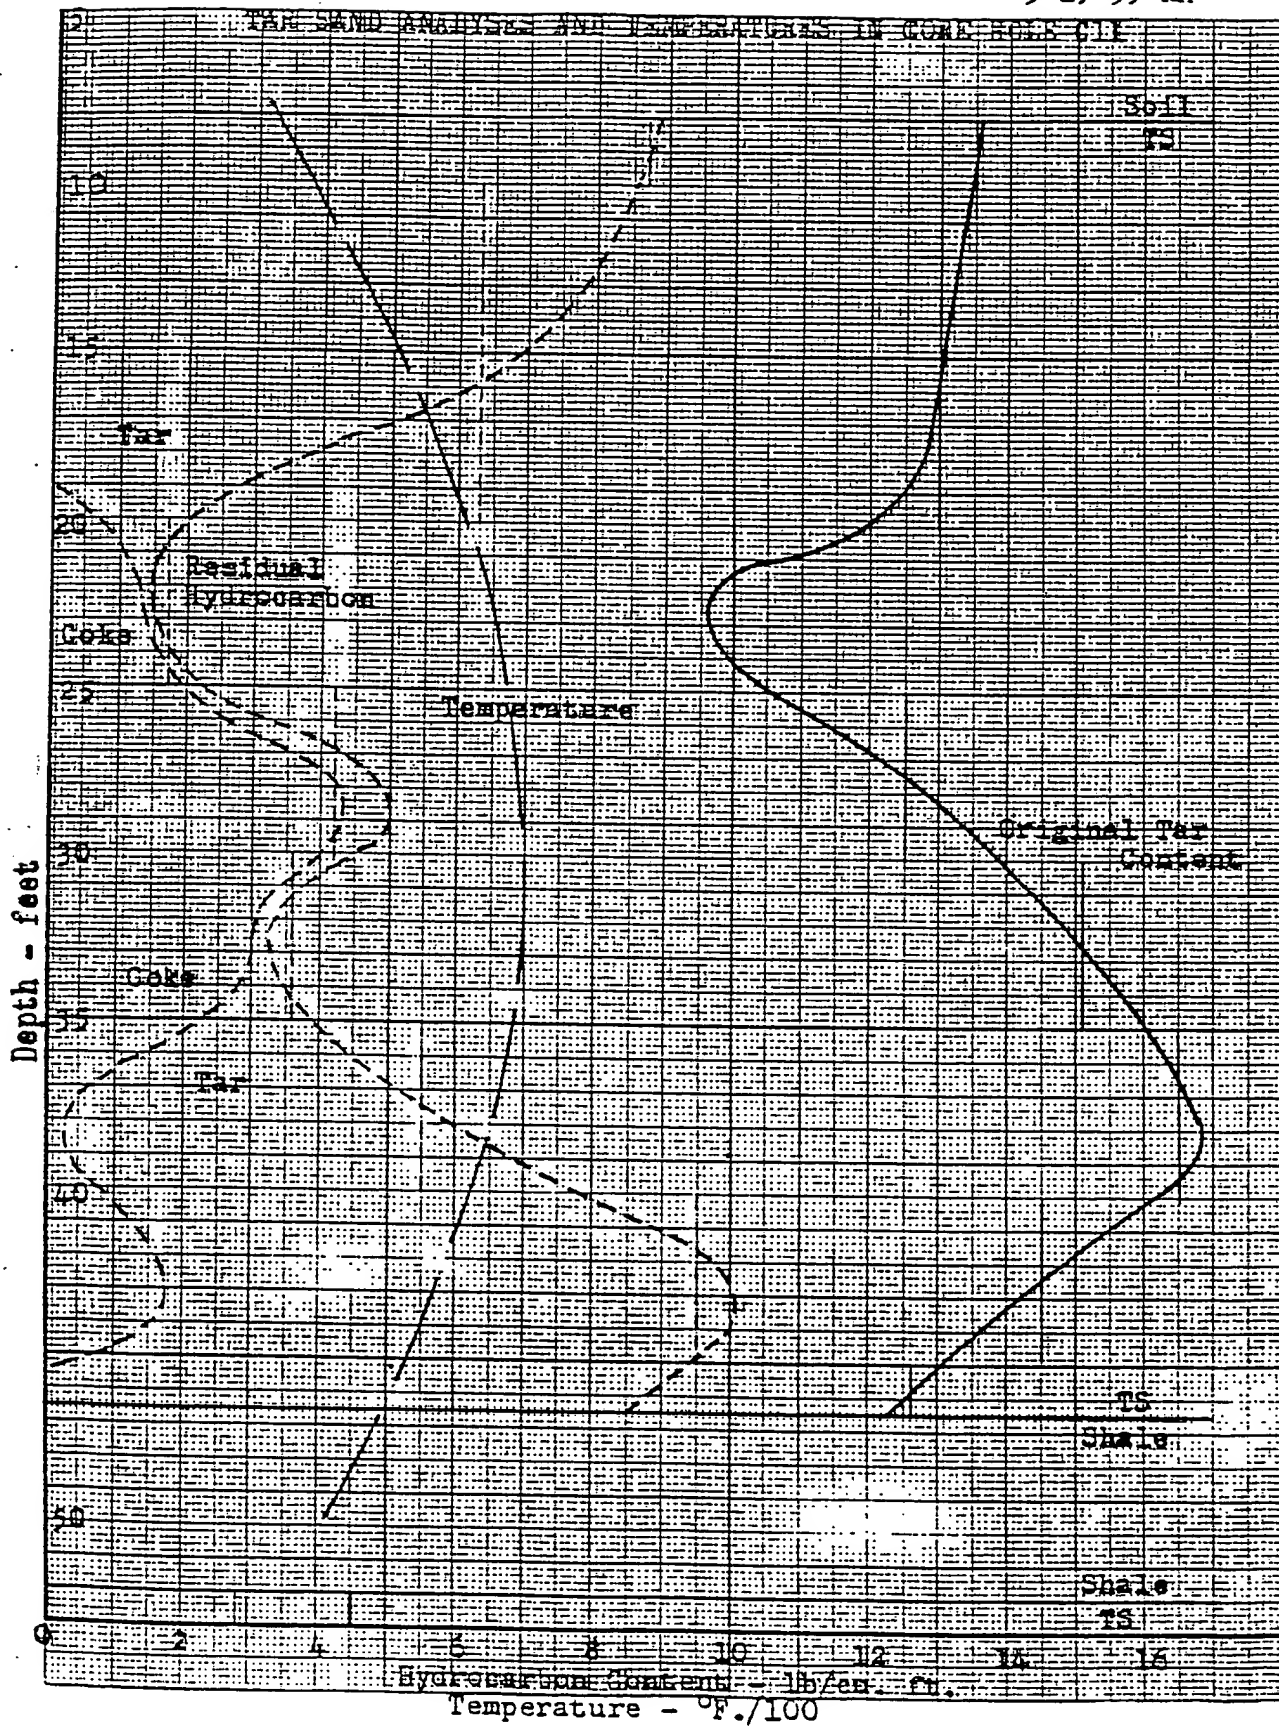 TAR SAND ANALYSES AND TEMPERATURES IN CORE HOLE C1F
5
Soil
TS
10
15
Tar
20
Residual
Hydrocarbon
Coke
25
Temperature
Original Tar
Content
30
Depth - feet
Coke
35
Tar
40
TS
Shale
50
Shale
TS
0 2 4 6 8 10 12 14 16
Hydrocarbon Content - lb/cu. ft.
Temperature - °F./100